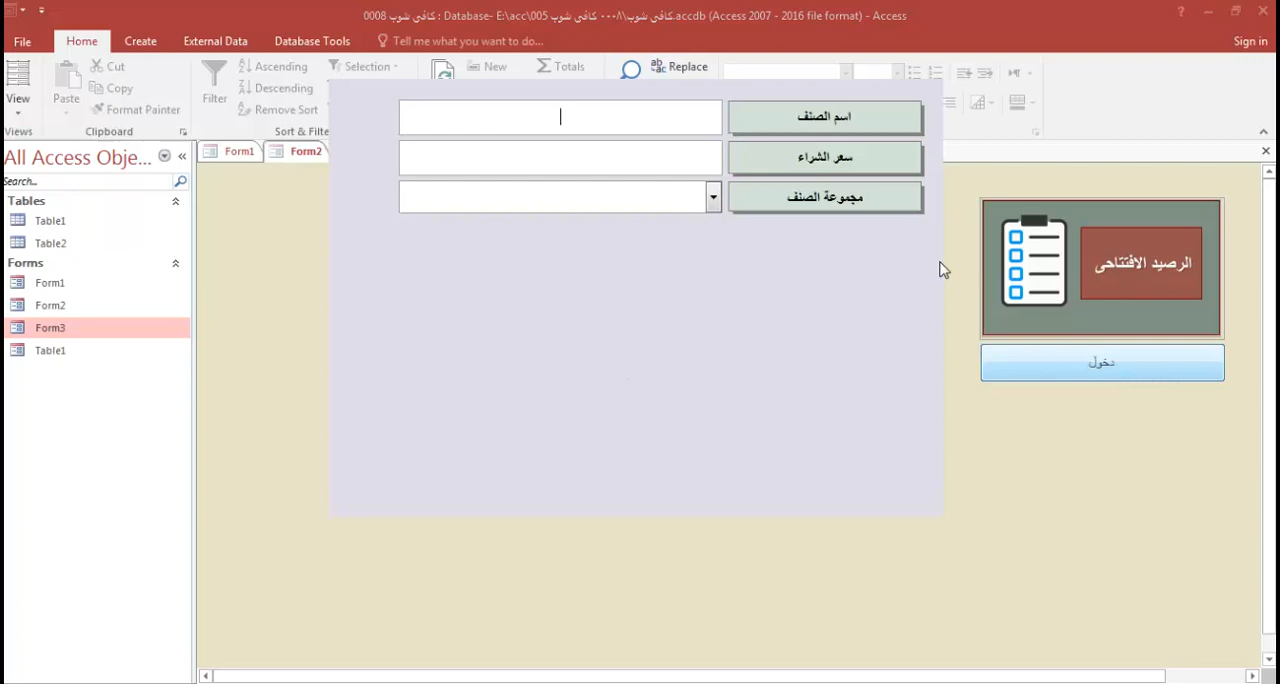 كافى شوب 0008 : Database- E:\acc\005 كافى شوب\٠٠٠٨ كافى شوب.accdb (Access 2007 - 2016 file format) - Access
File
Home
Create
External Data
Database Tools
Tell me what you want to do...
Sign in
View
Views
Paste
Cut
Copy
Format Painter
Clipboard
Filter
Ascending
Descending
Remove Sort
Sort & Filte
Selection
New
Totals
Replace
All Access Obje...
Search...
Tables
Table1
Table2
Forms
Form1
Form2
Form3
Table1
Form1
Form2
اسم الصنف
سعر الشراء
مجموعة الصنف
الرصيد الافتتاحى
دخول